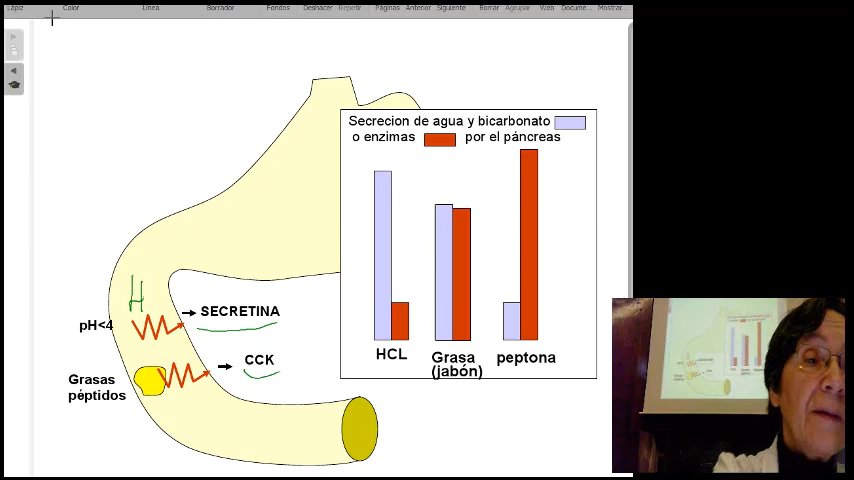 Lápiz Color Línea Borrador Fondos Deshacer Repetir Páginas Anterior Siguiente Borrar Agrupar Web Docume... Mostrar...
Secrecion de agua y bicarbonato
o enzimas por el páncreas
H
pH<4
SECRETINA
CCK
Grasas
péptidos
HCL Grasa peptona
(jabón)